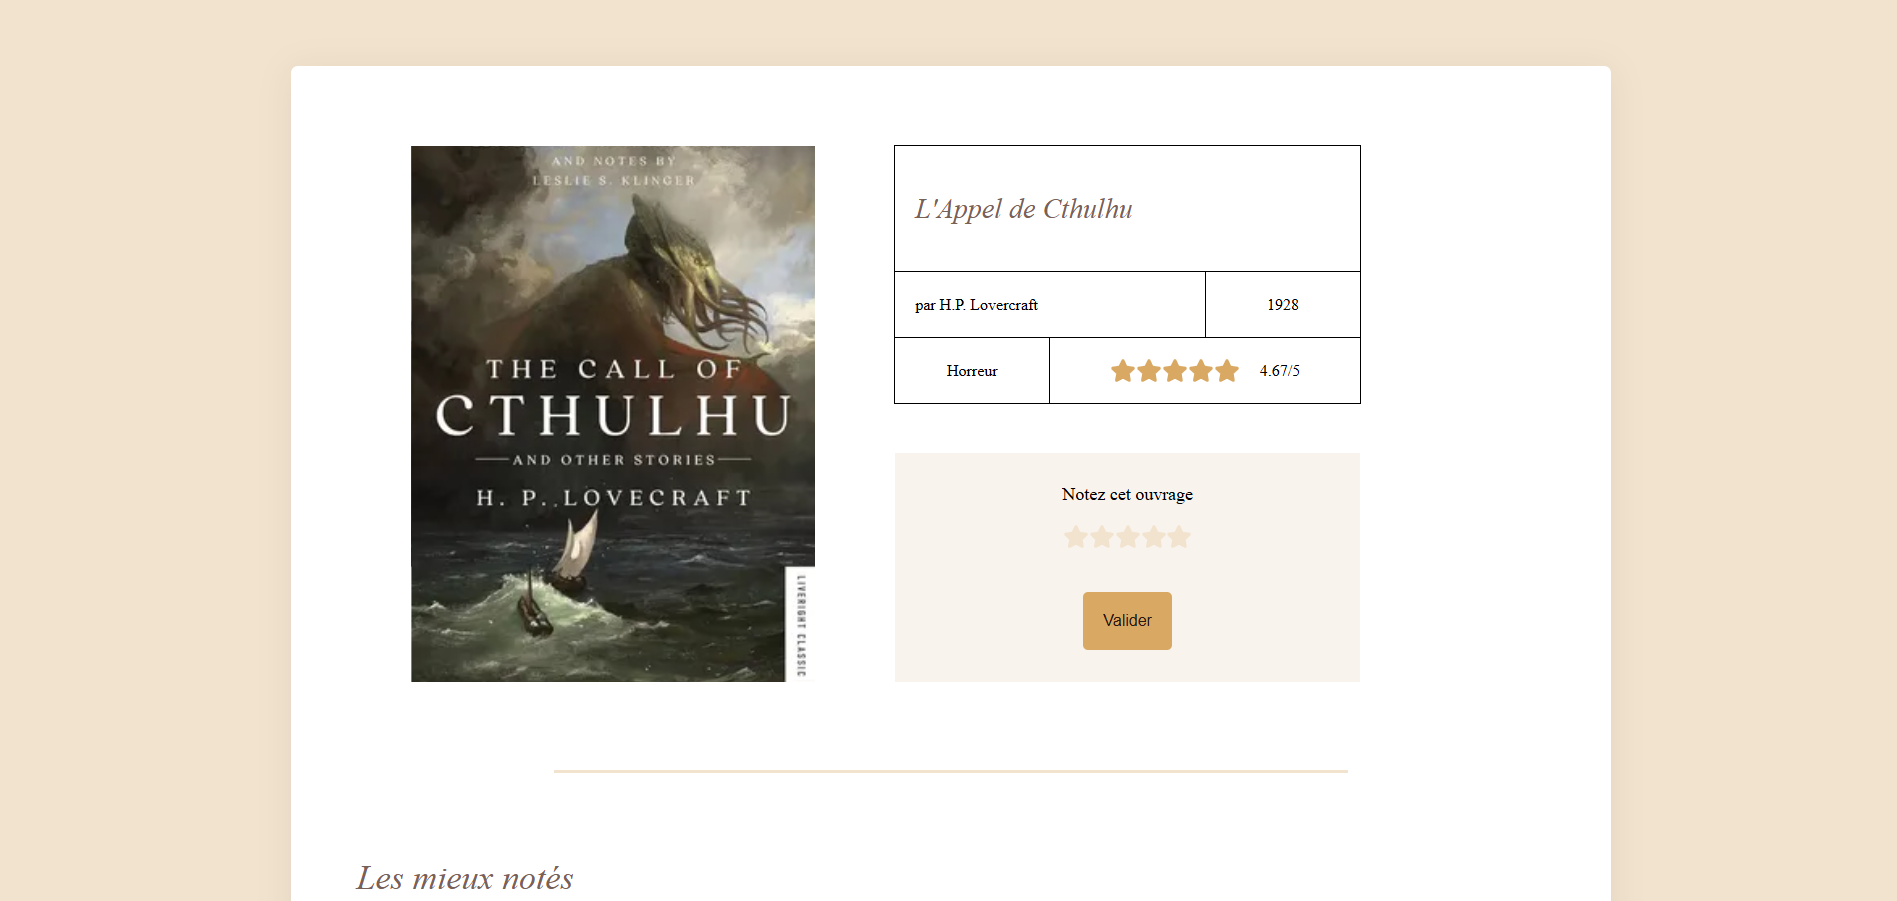 AND NOTES BY
LESLIE S. KLINGER
THE CALL OF
CTHULHU
AND OTHER STORIES
H. P. LOVECRAFT
LIVERIGHT CLASSIC
L'Appel de Cthulhu
par H.P. Lovercraft
1928
Horreur
4.67/5
Notez cet ouvrage
Valider
Les mieux notés